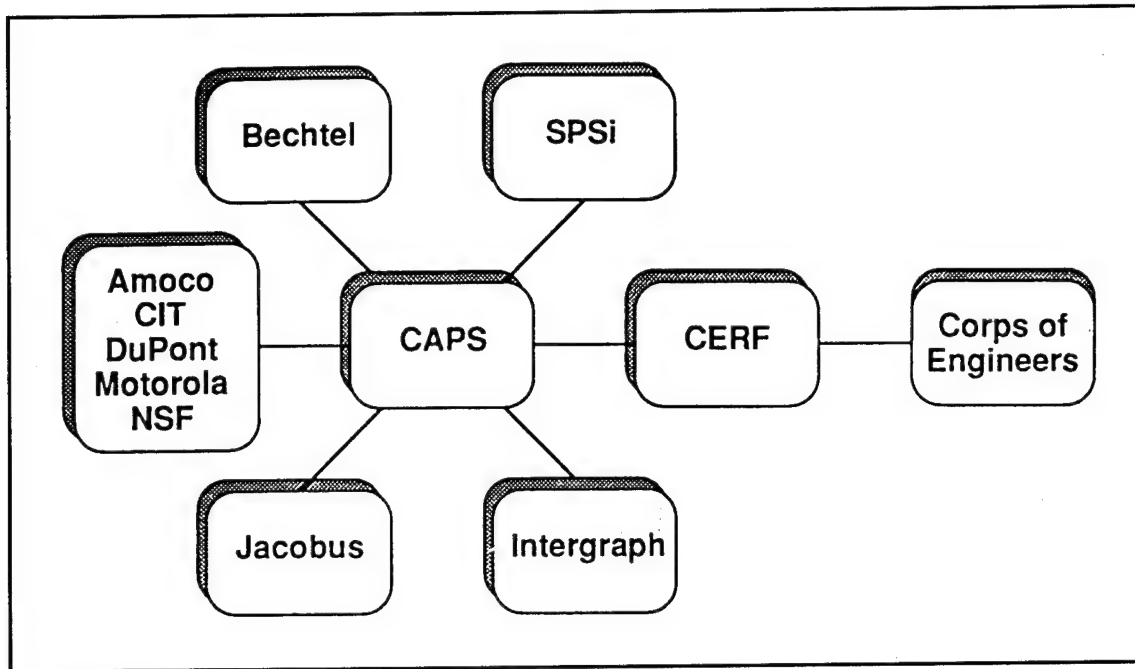 Bechtel
SPSi
Amoco
CIT
DuPont
Motorola
NSF
CAPS
CERF
Corps of
Engineers
Jacobus
Intergraph